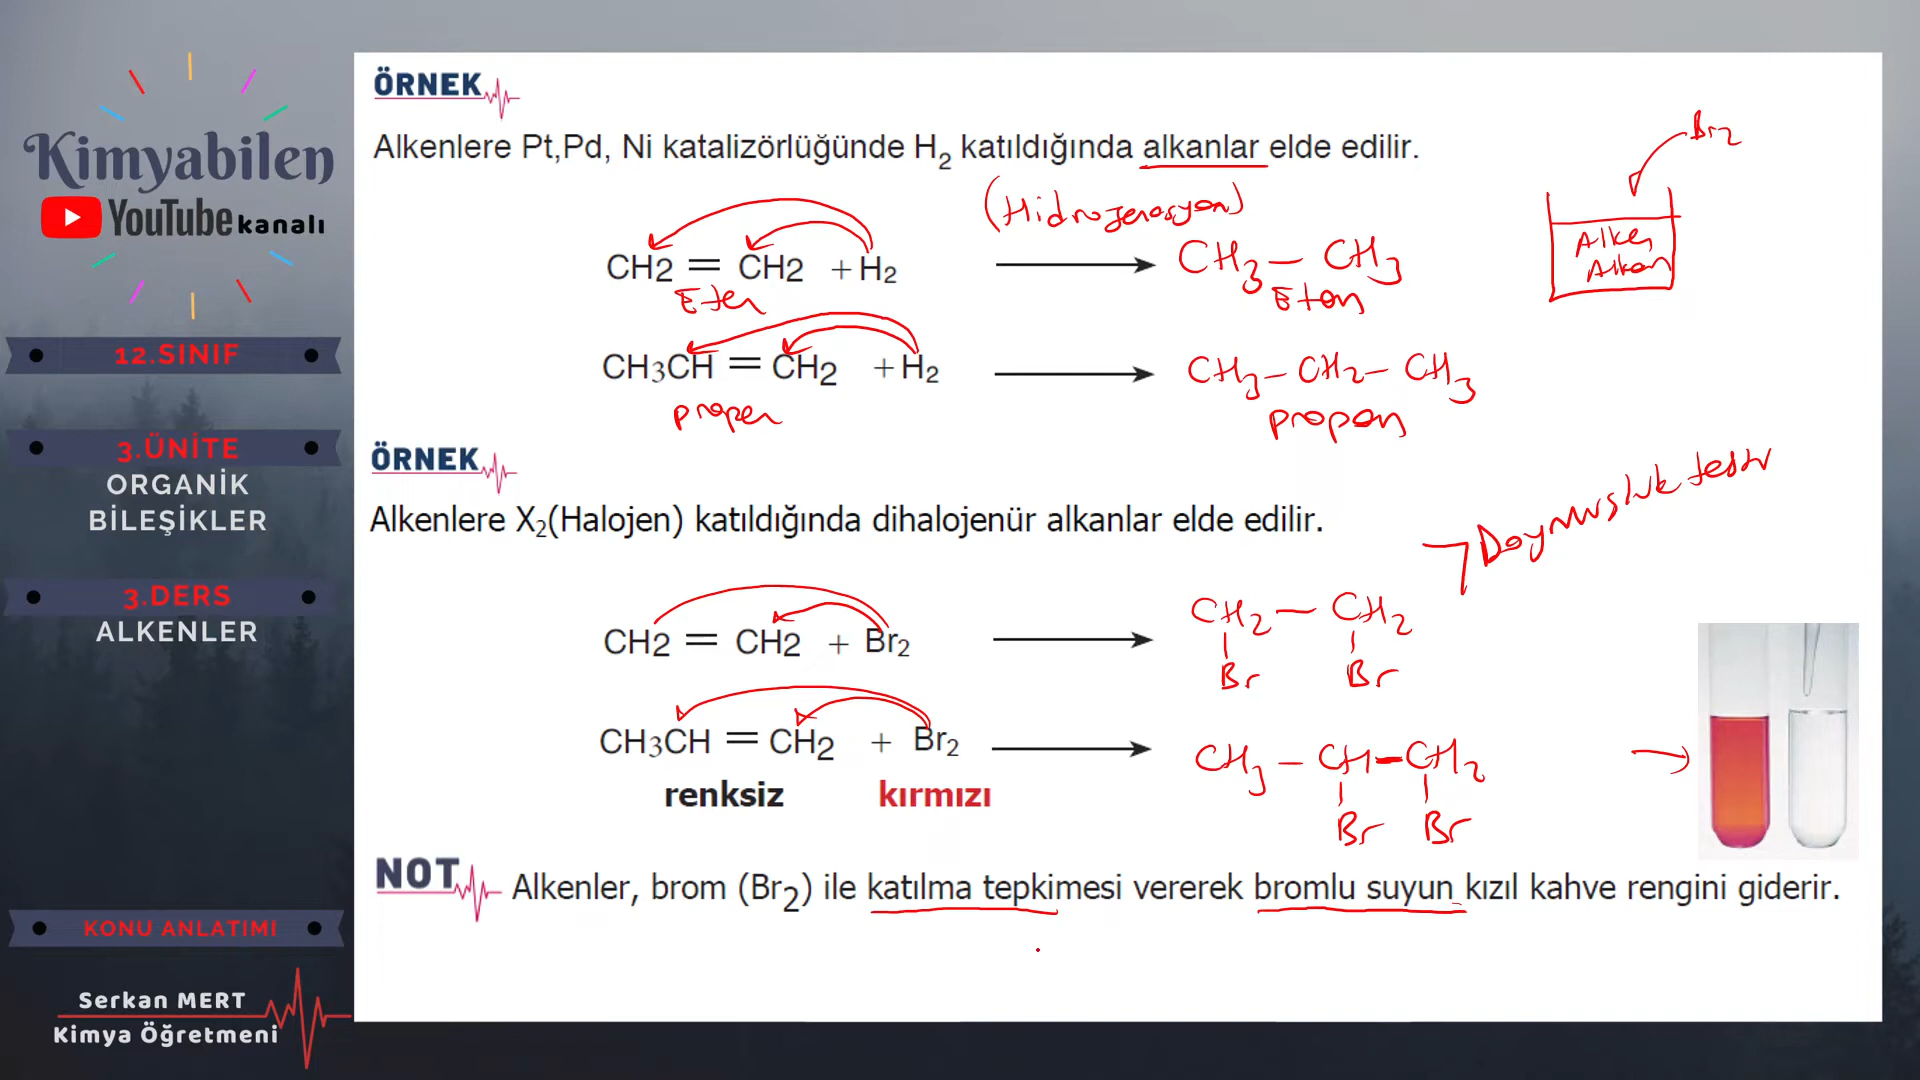 Kimyabilen
YouTube kanalı
12.SINIF
3.ÜNİTE
ORGANİK
BİLEŞİKLER
3.DERS
ALKENLER
KONU ANLATIMI
Serkan MERT
Kimya Öğretmeni
ÖRNEK
Alkenlere Pt,Pd, Ni katalizörlüğünde H2 katıldığında alkanlar elde edilir.
(Hidrojenasyon)
CH2 = CH2 + H2 → CH3 – CH3
Eten Etan
CH3CH = CH2 + H2 → CH3 – CH2 – CH3
propen propan
Br2
Alken
Alkan
ÖRNEK
Alkenlere X2(Halojen) katıldığında dihalojenür alkanlar elde edilir.
Doymuşluk testi
CH2 = CH2 + Br2 → CH2 – CH2
Br Br
CH3CH = CH2 + Br2 → CH3 – CH – CH2
Br Br
renksiz kırmızı
NOT
Alkenler, brom (Br2) ile katılma tepkimesi vererek bromlu suyun kızıl kahve rengini giderir.